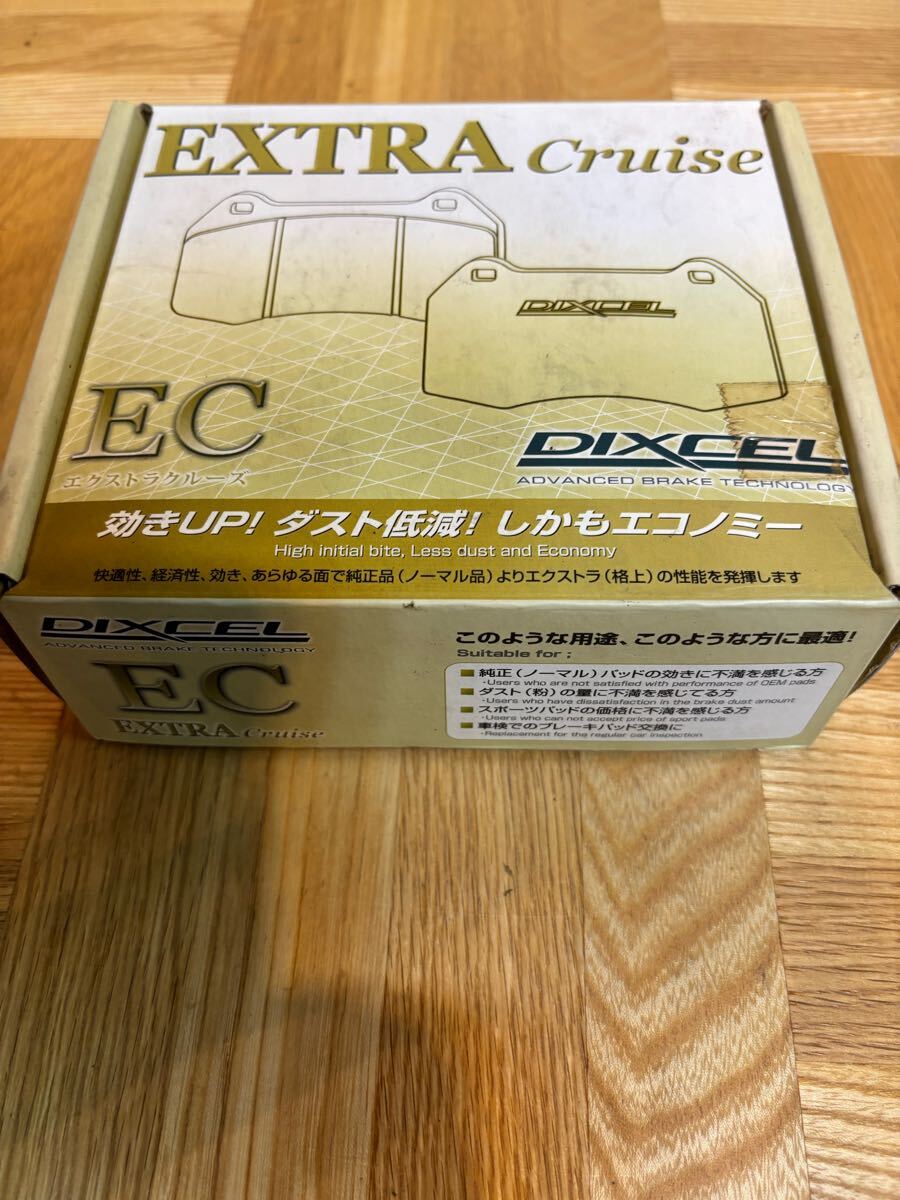 EXTRA Cruise
DIXCEL
EC
エクストラクルーズ
DIXCEL
ADVANCED BRAKE TECHNOLOGY
効きUP! ダスト低減! しかもエコノミー
High initial bite, Less dust and Economy
快適性、経済性、効き、あらゆる面で純正品(ノーマル品)よりエクストラ(格上)の性能を発揮します
DIXCEL
ADVANCED BRAKE TECHNOLOGY
EC
EXTRA Cruise
このような用途、このような方に最適!
Suitable for ;
■ 純正(ノーマル)パッドの効きに不満を感じる方
・Users who are not satisfied with performance of OEM pads
■ ダスト(粉)の量に不満を感じてる方
・Users who have dissatisfaction in the brake dust amount
■ スポーツパッドの価格に不満を感じる方
・Users who can not accept price of sport pads
■ 車検でのブレーキパッド交換に
・Replacement for the regular car inspection